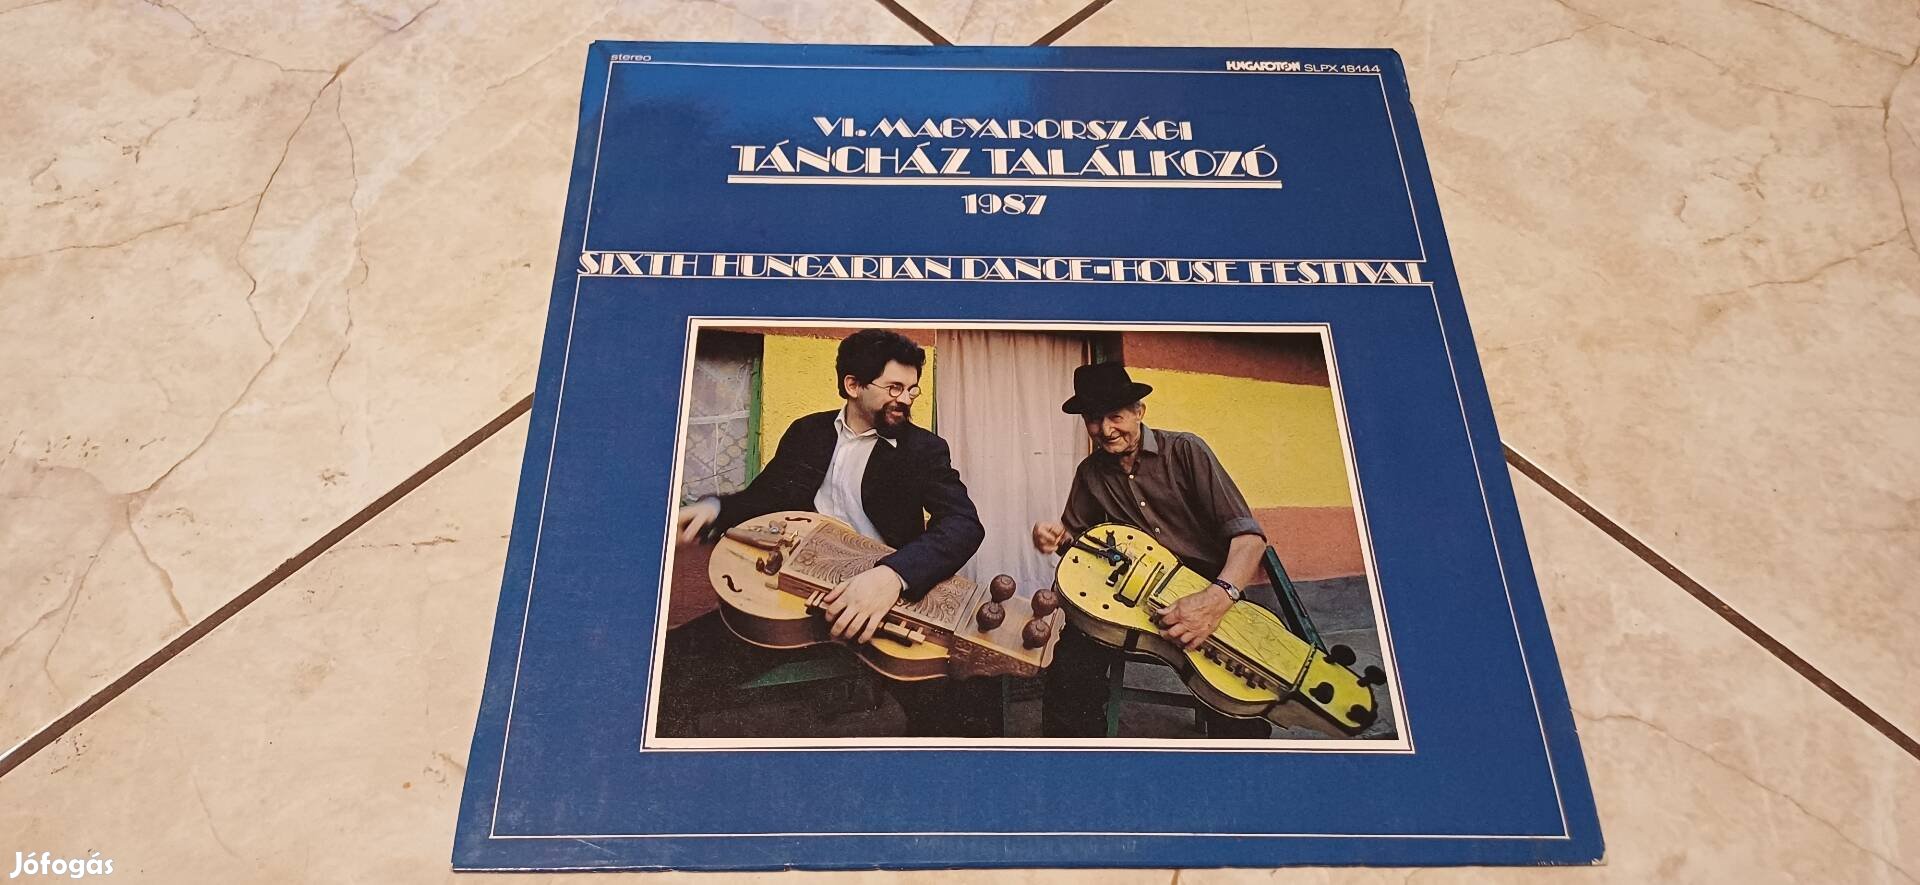 stereo
HUNGAROTON SLPX 18144
VI. MAGYARORSZÁGI
TÁNCHÁZ TALÁLKOZÓ
1987
SIXTH HUNGARIAN DANCE-HOUSE FESTIVAL
Jófogás